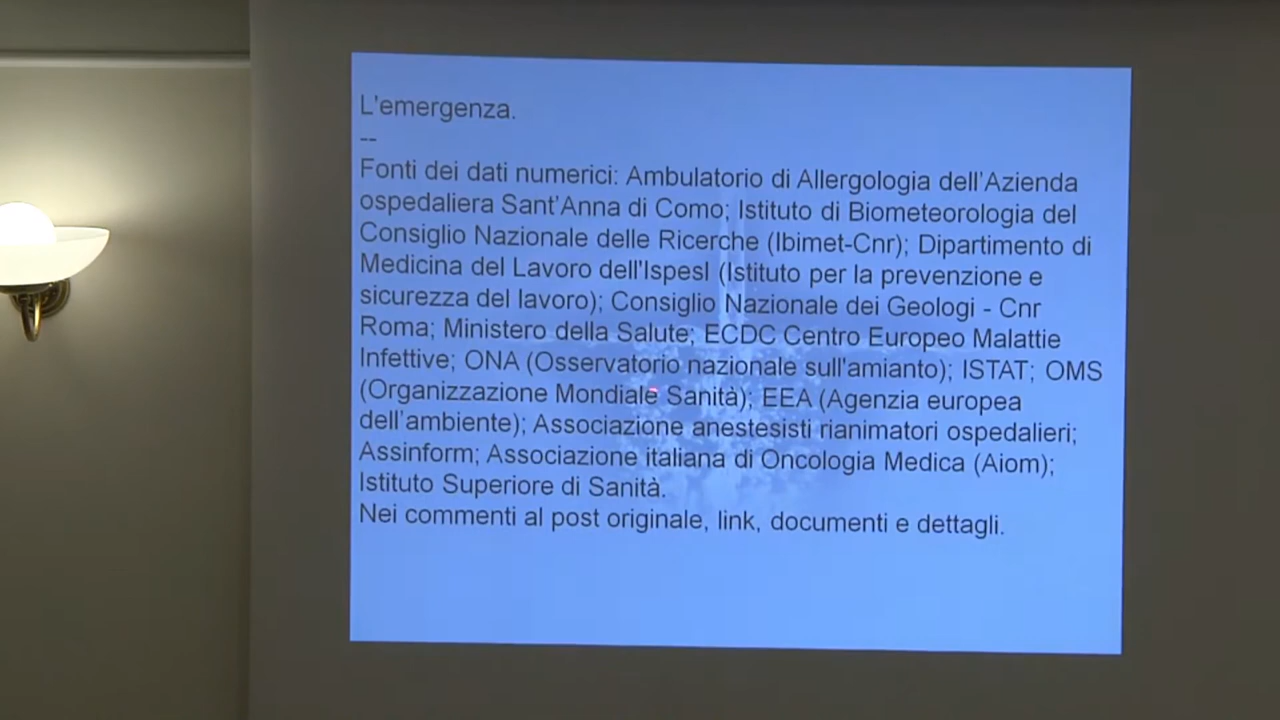 L'emergenza.
--
Fonti dei dati numerici: Ambulatorio di Allergologia dell'Azienda
ospedaliera Sant'Anna di Como; Istituto di Biometeorologia del
Consiglio Nazionale delle Ricerche (Ibimet-Cnr); Dipartimento di
Medicina del Lavoro dell'Ispesl (Istituto per la prevenzione e
sicurezza del lavoro); Consiglio Nazionale dei Geologi - Cnr
Roma; Ministero della Salute; ECDC Centro Europeo Malattie
Infettive; ONA (Osservatorio nazionale sull'amianto); ISTAT; OMS
(Organizzazione Mondiale Sanità); EEA (Agenzia europea
dell'ambiente); Associazione anestesisti rianimatori ospedalieri;
Assinform; Associazione italiana di Oncologia Medica (Aiom);
Istituto Superiore di Sanità.
Nei commenti al post originale, link, documenti e dettagli.